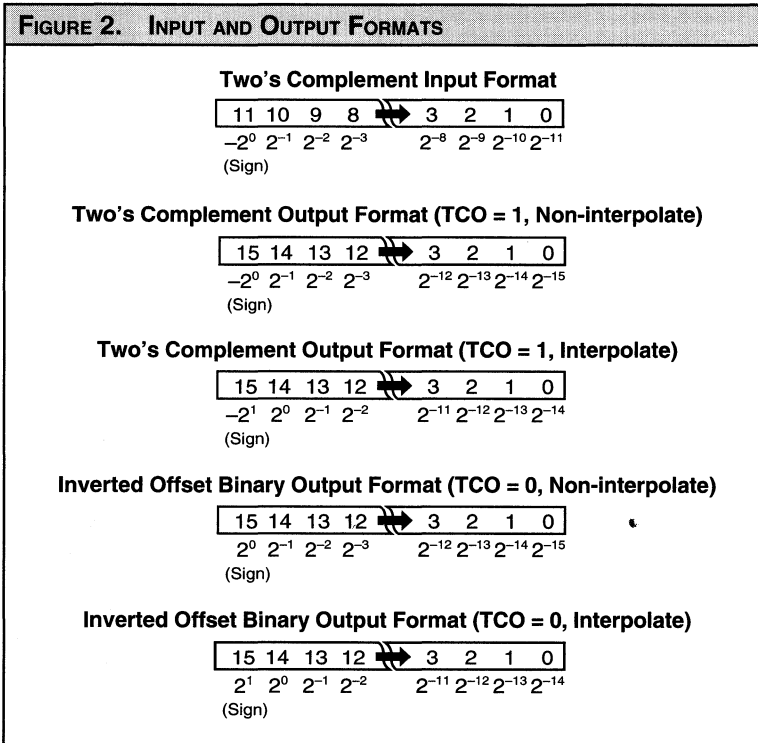 FIGURE 2. INPUT AND OUTPUT FORMATS
Two's Complement Input Format
11 10 9 8 3 2 1 0
–2⁰ 2⁻¹ 2⁻² 2⁻³ 2⁻⁸ 2⁻⁹ 2⁻¹⁰ 2⁻¹¹
(Sign)
Two's Complement Output Format (TCO = 1, Non-interpolate)
15 14 13 12 3 2 1 0
–2⁰ 2⁻¹ 2⁻² 2⁻³ 2⁻¹² 2⁻¹³ 2⁻¹⁴ 2⁻¹⁵
(Sign)
Two's Complement Output Format (TCO = 1, Interpolate)
15 14 13 12 3 2 1 0
–2¹ 2⁰ 2⁻¹ 2⁻² 2⁻¹¹ 2⁻¹² 2⁻¹³ 2⁻¹⁴
(Sign)
Inverted Offset Binary Output Format (TCO = 0, Non-interpolate)
15 14 13 12 3 2 1 0
2⁰ 2⁻¹ 2⁻² 2⁻³ 2⁻¹² 2⁻¹³ 2⁻¹⁴ 2⁻¹⁵
(Sign)
Inverted Offset Binary Output Format (TCO = 0, Interpolate)
15 14 13 12 3 2 1 0
2¹ 2⁰ 2⁻¹ 2⁻² 2⁻¹¹ 2⁻¹² 2⁻¹³ 2⁻¹⁴
(Sign)